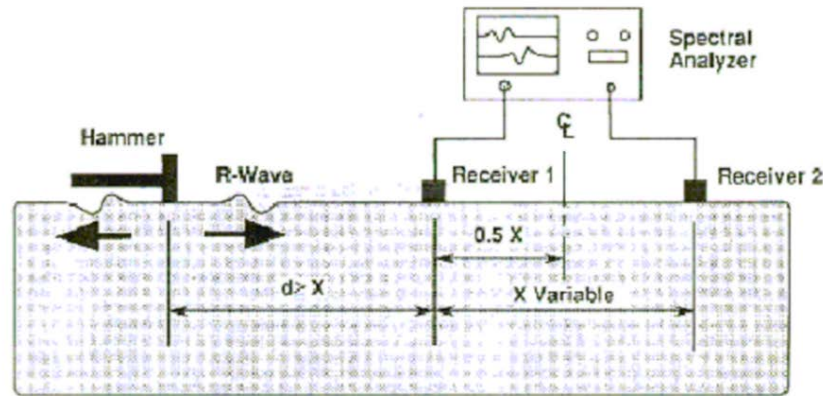 Spectral
Analyzer
Hammer
R-Wave
℄
Receiver 1
Receiver 2
0.5 X
d> X
X Variable